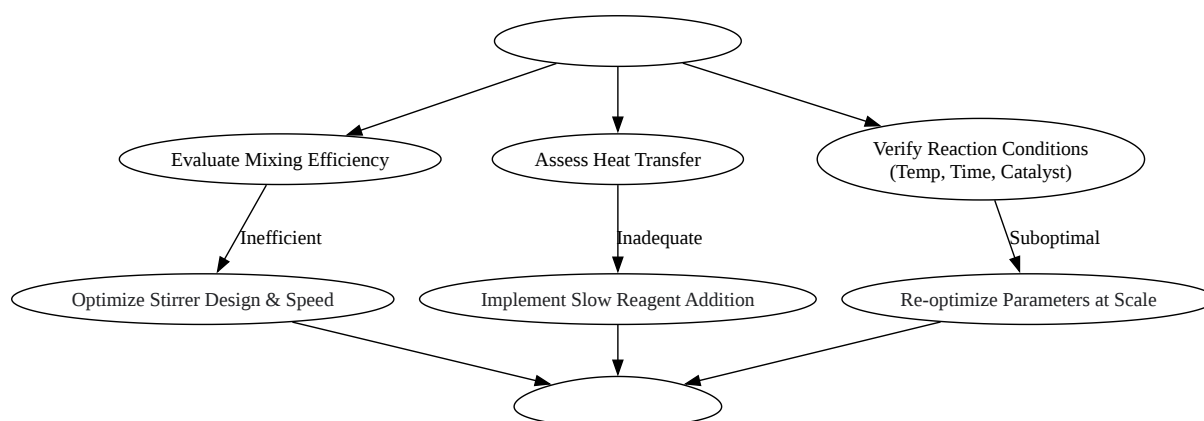 Evaluate Mixing Efficiency
Assess Heat Transfer
Verify Reaction Conditions
(Temp, Time, Catalyst)
Inefficient
Inadequate
Suboptimal
Optimize Stirrer Design & Speed
Implement Slow Reagent Addition
Re-optimize Parameters at Scale